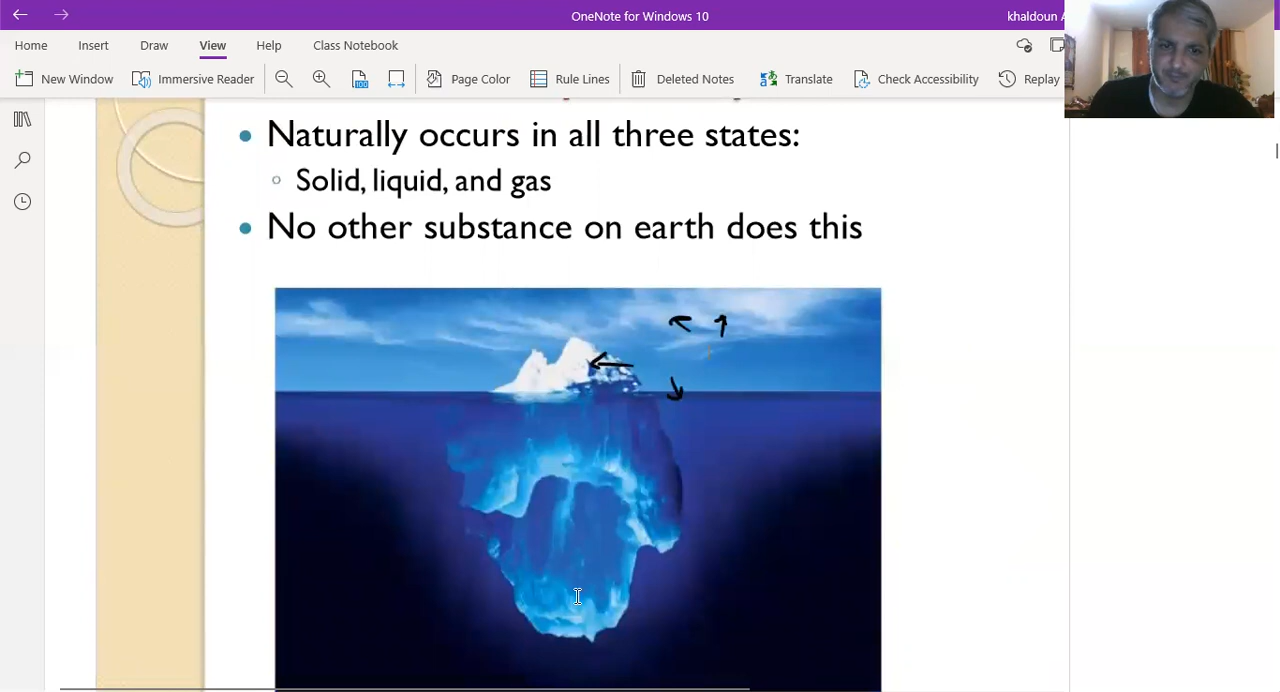 OneNote for Windows 10
khaldoun
Home Insert Draw View Help Class Notebook
New Window Immersive Reader 100 Page Color Rule Lines Deleted Notes Translate Check Accessibility Replay
• Naturally occurs in all three states:
◦ Solid, liquid, and gas
• No other substance on earth does this